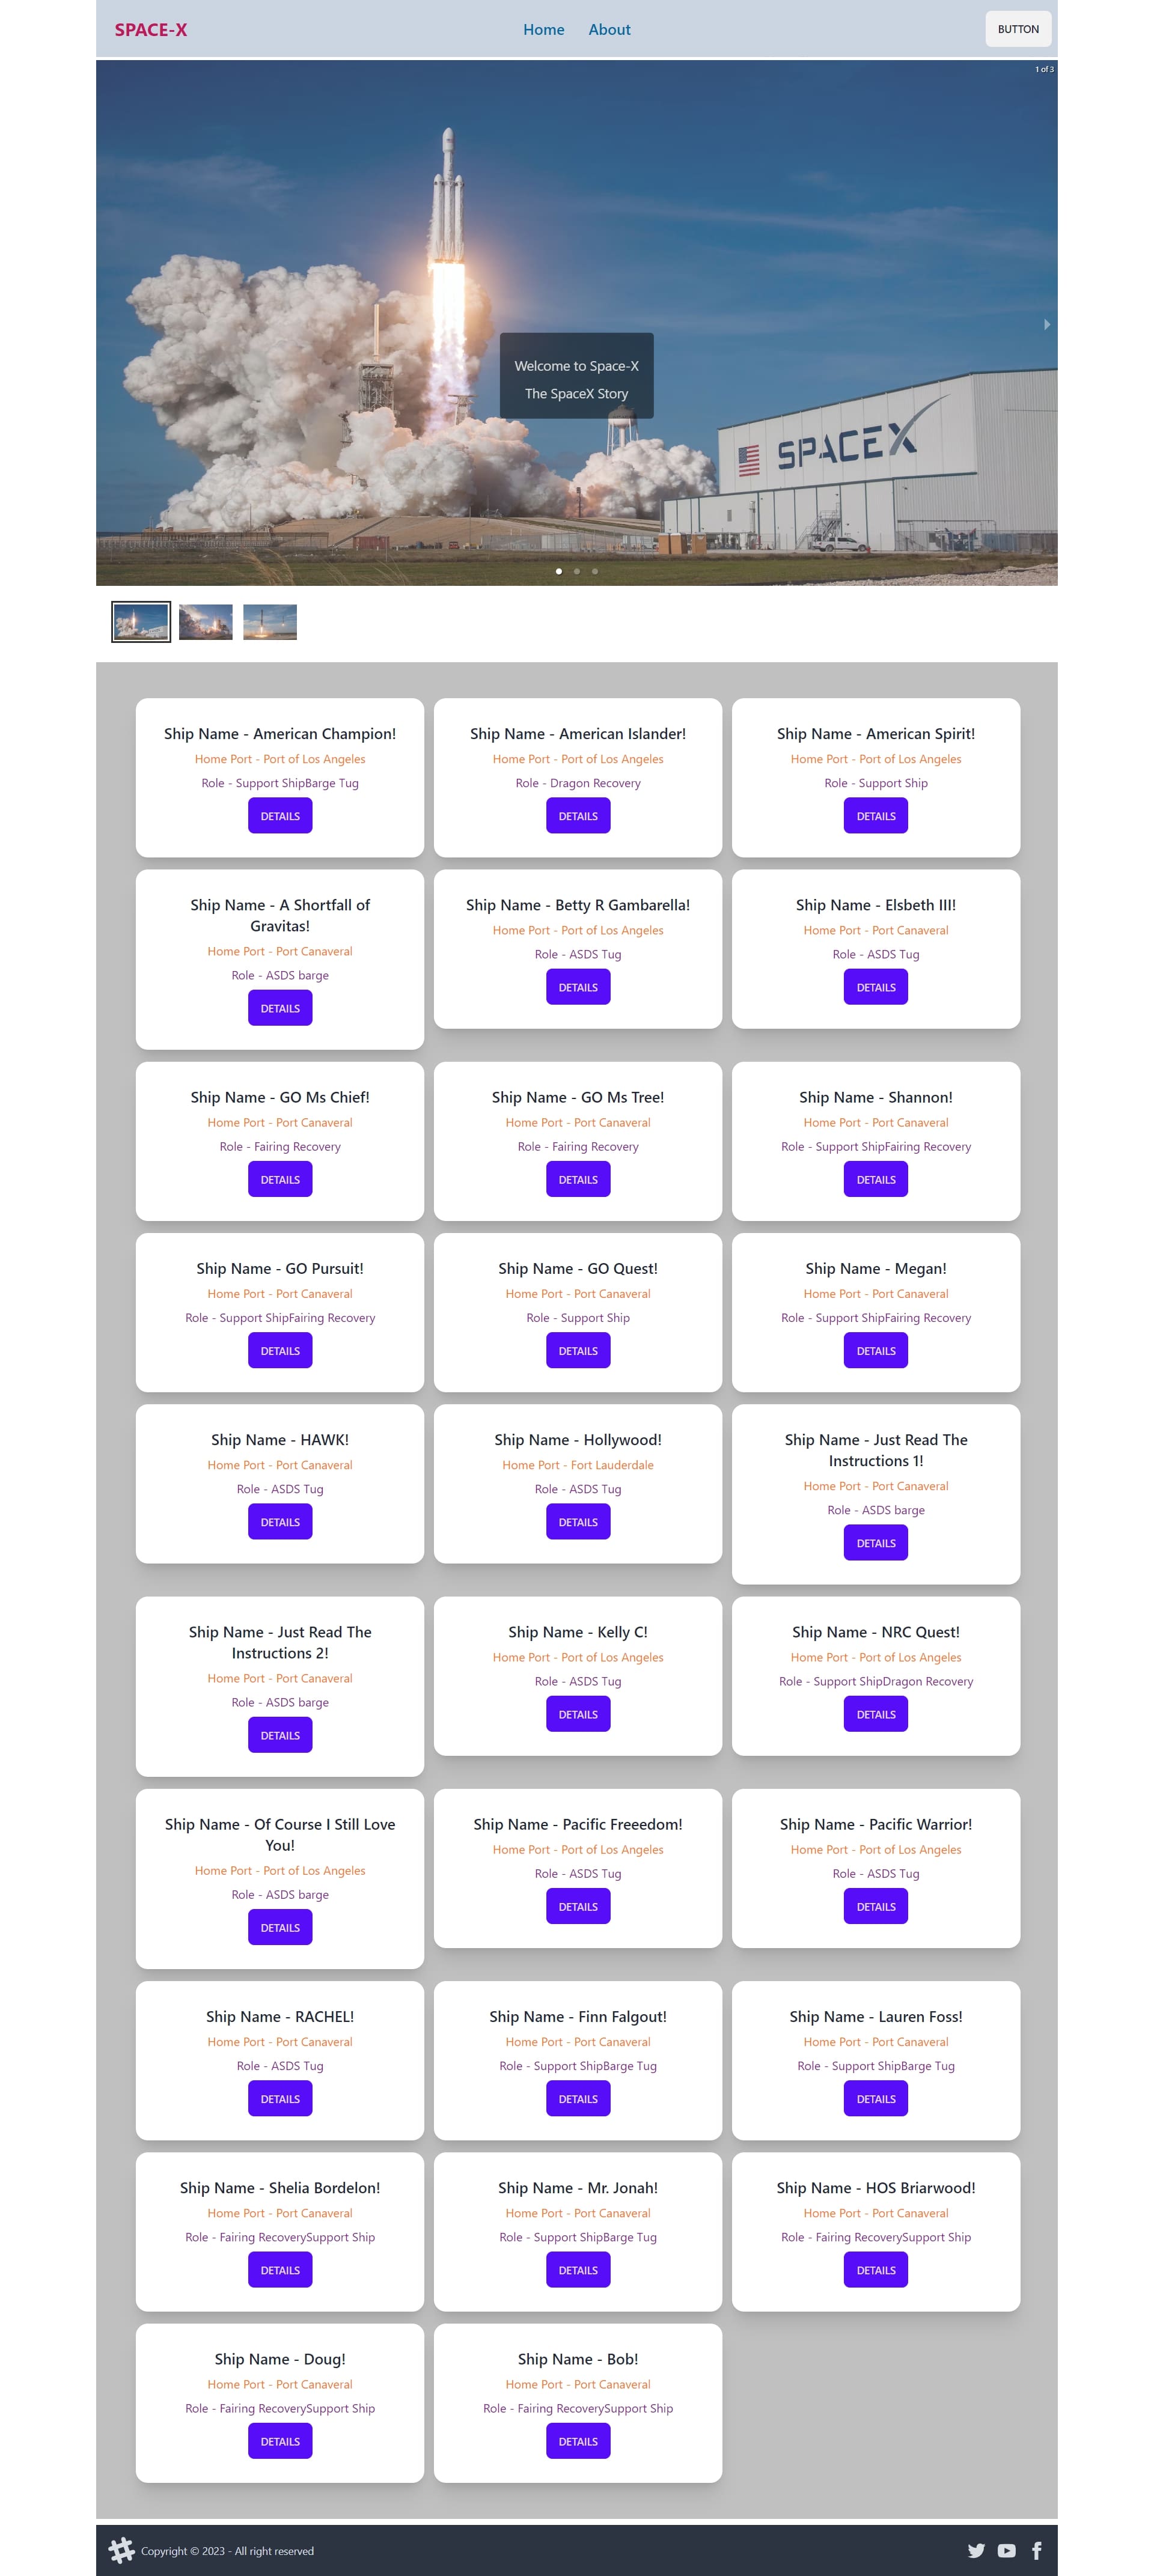 SPACE-X
Home About
BUTTON
1 of 3
Welcome to Space-X
The SpaceX Story
SPACEX
Ship Name - American Champion!
Home Port - Port of Los Angeles
Role - Support ShipBarge Tug
DETAILS
Ship Name - American Islander!
Home Port - Port of Los Angeles
Role - Dragon Recovery
DETAILS
Ship Name - American Spirit!
Home Port - Port of Los Angeles
Role - Support Ship
DETAILS
Ship Name - A Shortfall of
Gravitas!
Home Port - Port Canaveral
Role - ASDS barge
DETAILS
Ship Name - Betty R Gambarella!
Home Port - Port of Los Angeles
Role - ASDS Tug
DETAILS
Ship Name - Elsbeth III!
Home Port - Port Canaveral
Role - ASDS Tug
DETAILS
Ship Name - GO Ms Chief!
Home Port - Port Canaveral
Role - Fairing Recovery
DETAILS
Ship Name - GO Ms Tree!
Home Port - Port Canaveral
Role - Fairing Recovery
DETAILS
Ship Name - Shannon!
Home Port - Port Canaveral
Role - Support ShipFairing Recovery
DETAILS
Ship Name - GO Pursuit!
Home Port - Port Canaveral
Role - Support ShipFairing Recovery
DETAILS
Ship Name - GO Quest!
Home Port - Port Canaveral
Role - Support Ship
DETAILS
Ship Name - Megan!
Home Port - Port Canaveral
Role - Support ShipFairing Recovery
DETAILS
Ship Name - HAWK!
Home Port - Port Canaveral
Role - ASDS Tug
DETAILS
Ship Name - Hollywood!
Home Port - Fort Lauderdale
Role - ASDS Tug
DETAILS
Ship Name - Just Read The
Instructions 1!
Home Port - Port Canaveral
Role - ASDS barge
DETAILS
Ship Name - Just Read The
Instructions 2!
Home Port - Port Canaveral
Role - ASDS barge
DETAILS
Ship Name - Kelly C!
Home Port - Port of Los Angeles
Role - ASDS Tug
DETAILS
Ship Name - NRC Quest!
Home Port - Port of Los Angeles
Role - Support ShipDragon Recovery
DETAILS
Ship Name - Of Course I Still Love
You!
Home Port - Port of Los Angeles
Role - ASDS barge
DETAILS
Ship Name - Pacific Freeedom!
Home Port - Port of Los Angeles
Role - ASDS Tug
DETAILS
Ship Name - Pacific Warrior!
Home Port - Port of Los Angeles
Role - ASDS Tug
DETAILS
Ship Name - RACHEL!
Home Port - Port Canaveral
Role - ASDS Tug
DETAILS
Ship Name - Finn Falgout!
Home Port - Port Canaveral
Role - Support ShipBarge Tug
DETAILS
Ship Name - Lauren Foss!
Home Port - Port Canaveral
Role - Support ShipBarge Tug
DETAILS
Ship Name - Shelia Bordelon!
Home Port - Port Canaveral
Role - Fairing RecoverySupport Ship
DETAILS
Ship Name - Mr. Jonah!
Home Port - Port Canaveral
Role - Support ShipBarge Tug
DETAILS
Ship Name - HOS Briarwood!
Home Port - Port Canaveral
Role - Fairing RecoverySupport Ship
DETAILS
Ship Name - Doug!
Home Port - Port Canaveral
Role - Fairing RecoverySupport Ship
DETAILS
Ship Name - Bob!
Home Port - Port Canaveral
Role - Fairing RecoverySupport Ship
DETAILS
Copyright © 2023 - All right reserved